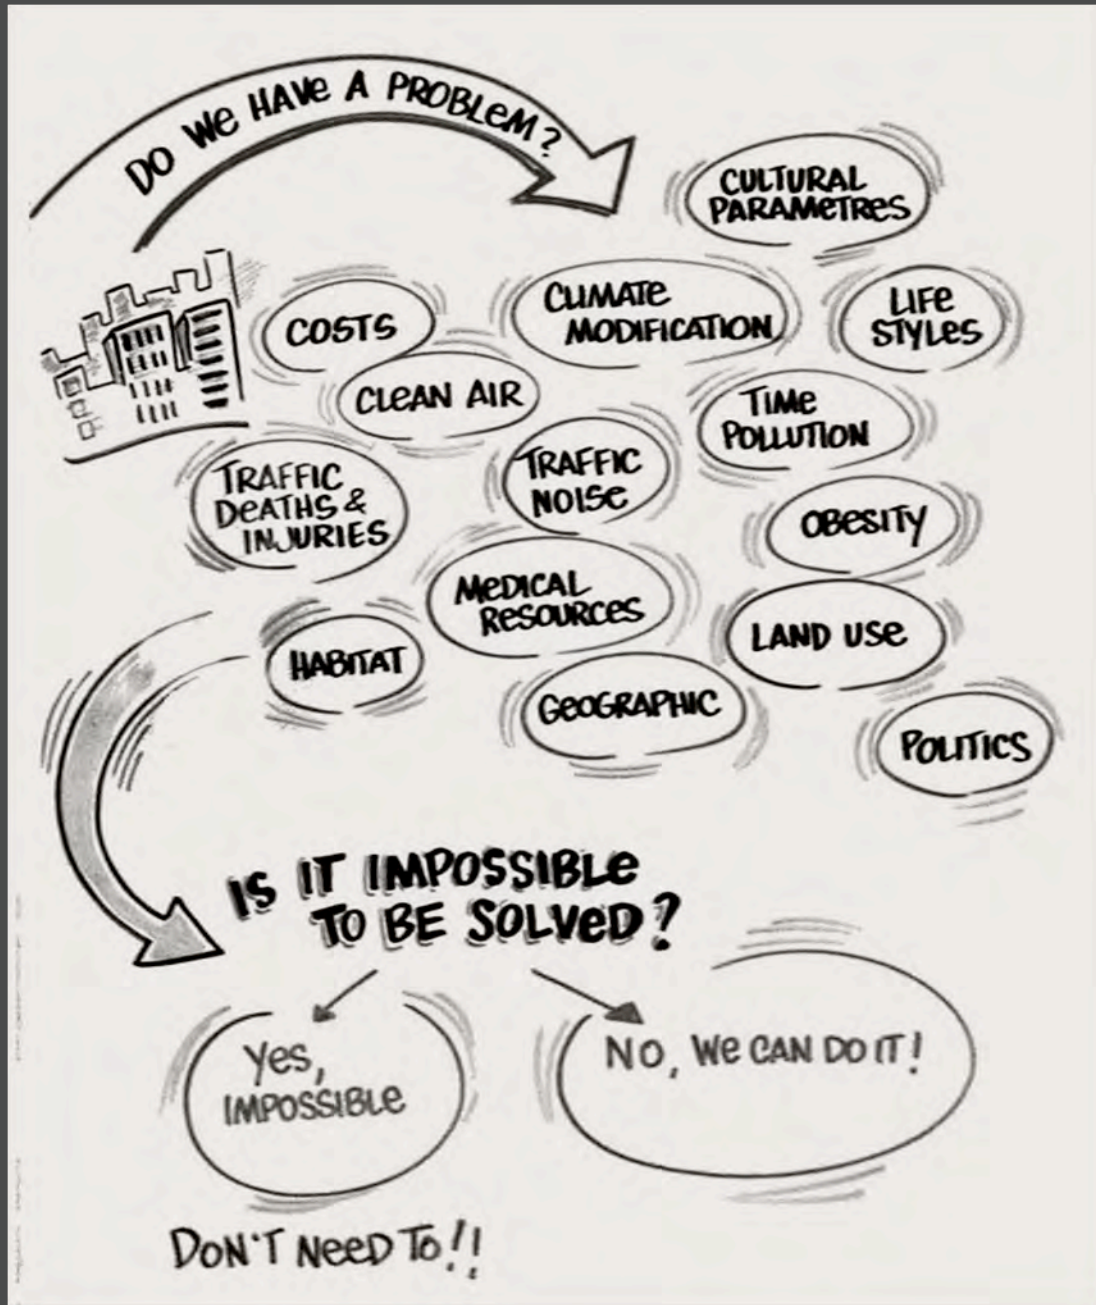 DO WE HAVE A PROBLEM?
CULTURAL
PARAMETRES
COSTS
CLIMATE
MODIFICATION
LIFE
STYLES
CLEAN AIR
TIME
POLLUTION
TRAFFIC
DEATHS &
INJURIES
TRAFFIC
NOISE
OBESITY
MEDICAL
RESOURCES
LAND USE
HABITAT
GEOGRAPHIC
POLITICS
IS IT IMPOSSIBLE
TO BE SOLVED?
YES,
IMPOSSIBLE
NO, WE CAN DO IT!
DON'T NEED TO!!